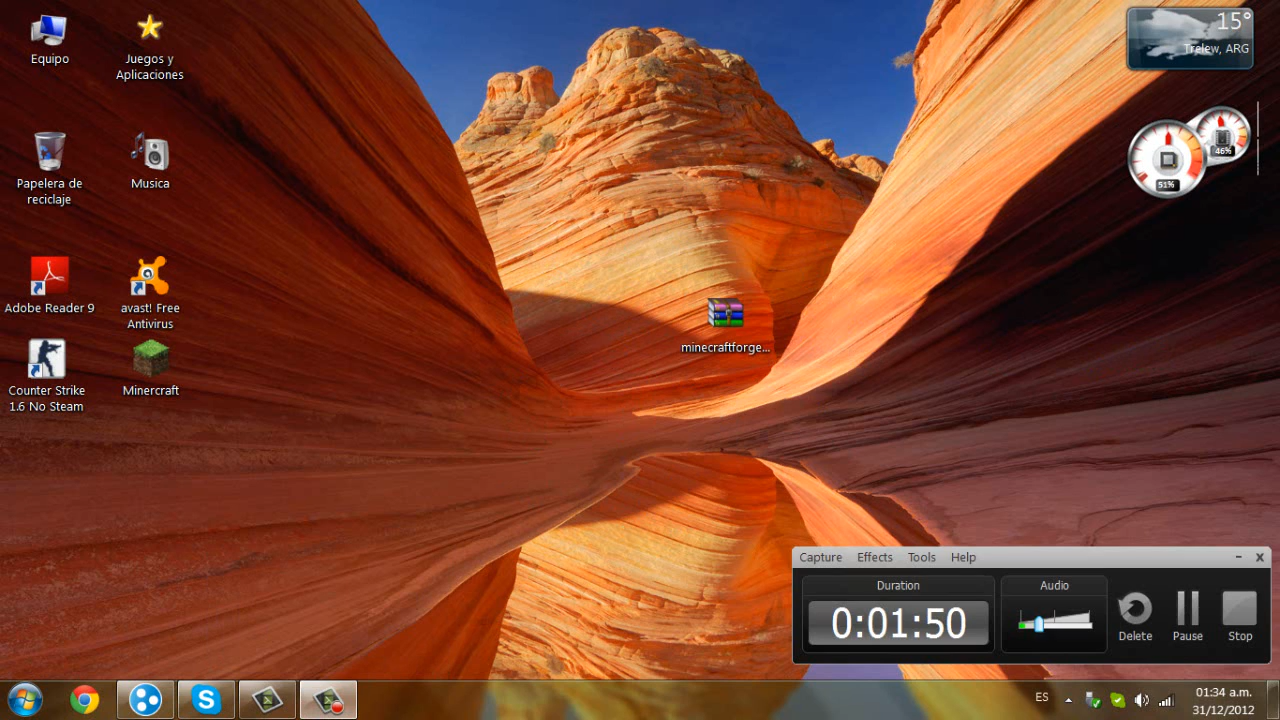 Equipo
Juegos y
Aplicaciones
15°
Trelew, ARG
46%
51%
Papelera de
reciclaje
Musica
Adobe Reader 9
avast! Free
Antivirus
minecraftforge...
Counter Strike
1.6 No Steam
Minercraft
Capture Effects Tools Help
Duration
Audio
0:01:50
Delete
Pause
Stop
ES
01:34 a.m.
31/12/2012